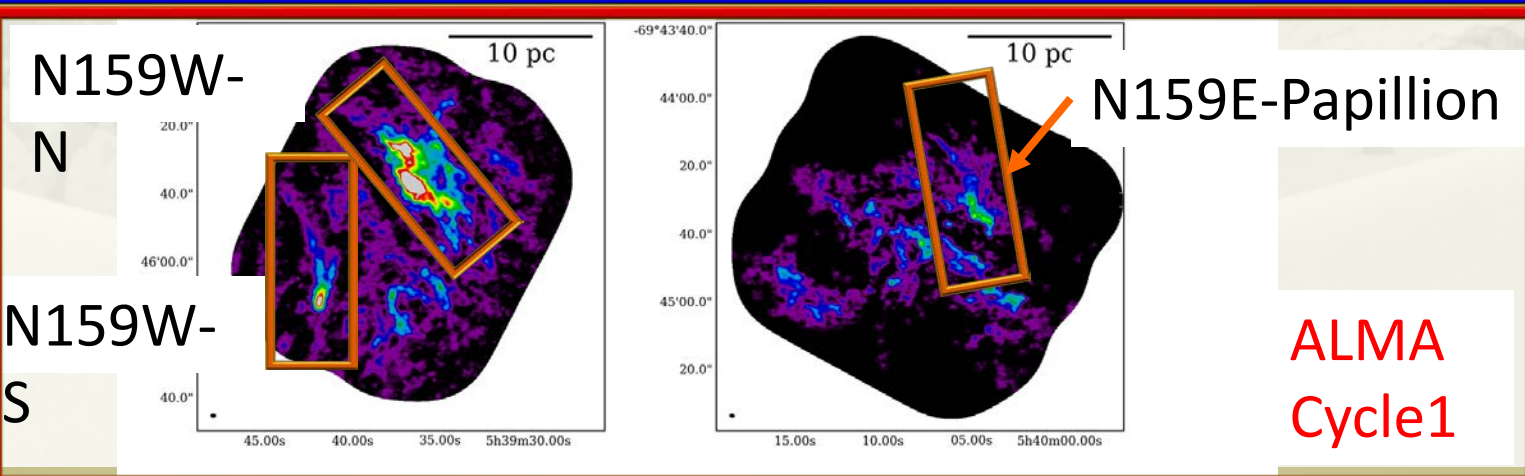 N159W-
N
N159W-
S
10 pc
20.0"
40.0"
46'00.0"
40.0"
45.00s 40.00s 35.00s 5h39m30.00s
-69°43'40.0"
10 pc
44'00.0"
20.0"
40.0"
45'00.0"
20.0"
15.00s 10.00s 05.00s 5h40m00.00s
N159E-Papillion
ALMA
Cycle1